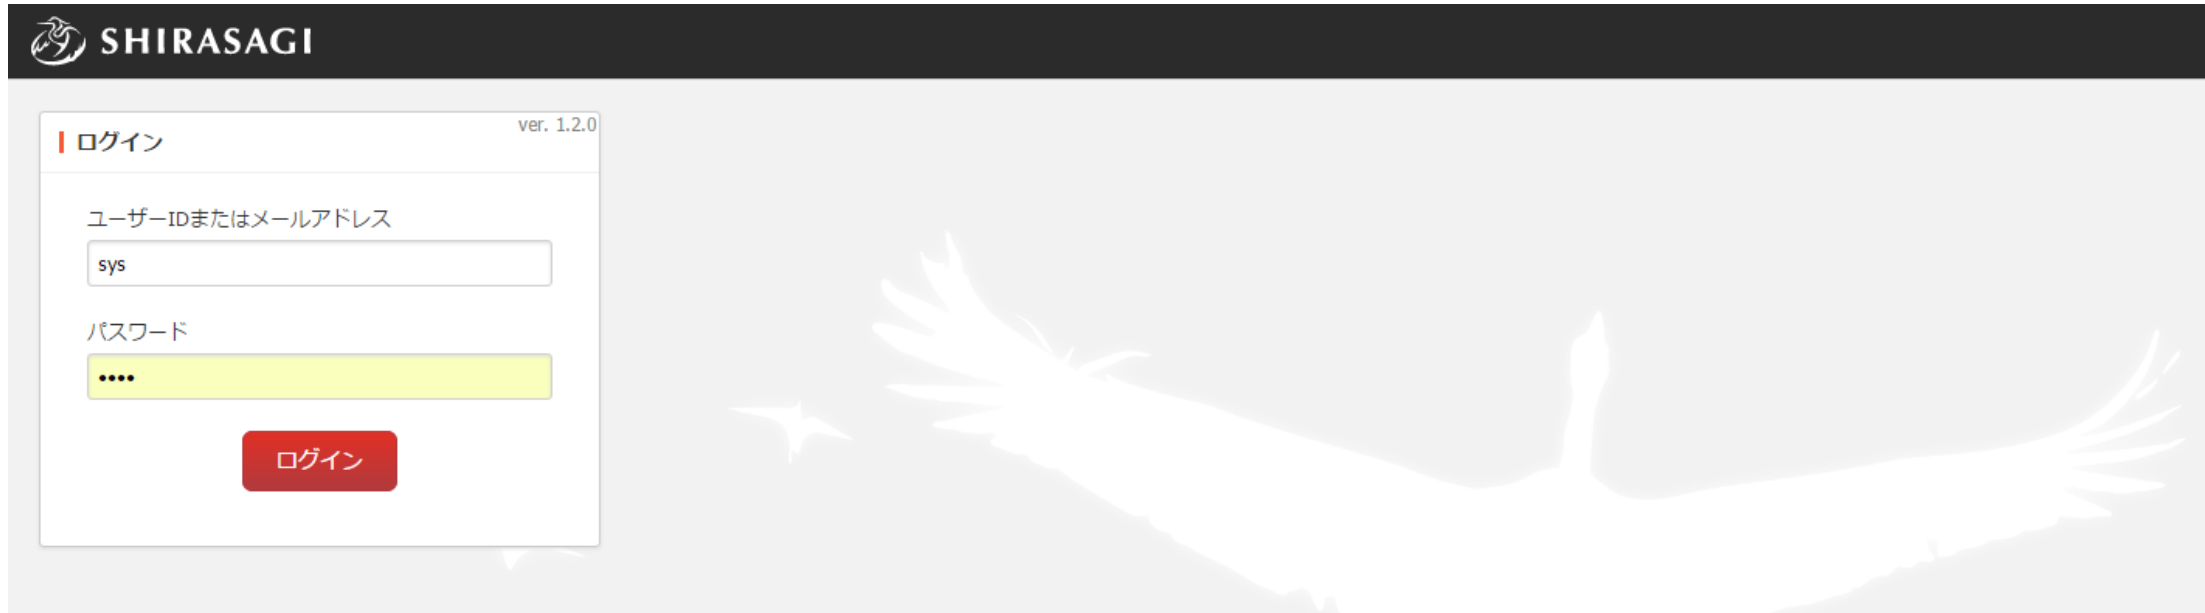 SHIRASAGI
ログイン
ver. 1.2.0
ユーザーIDまたはメールアドレス
sys
パスワード
••••
ログイン